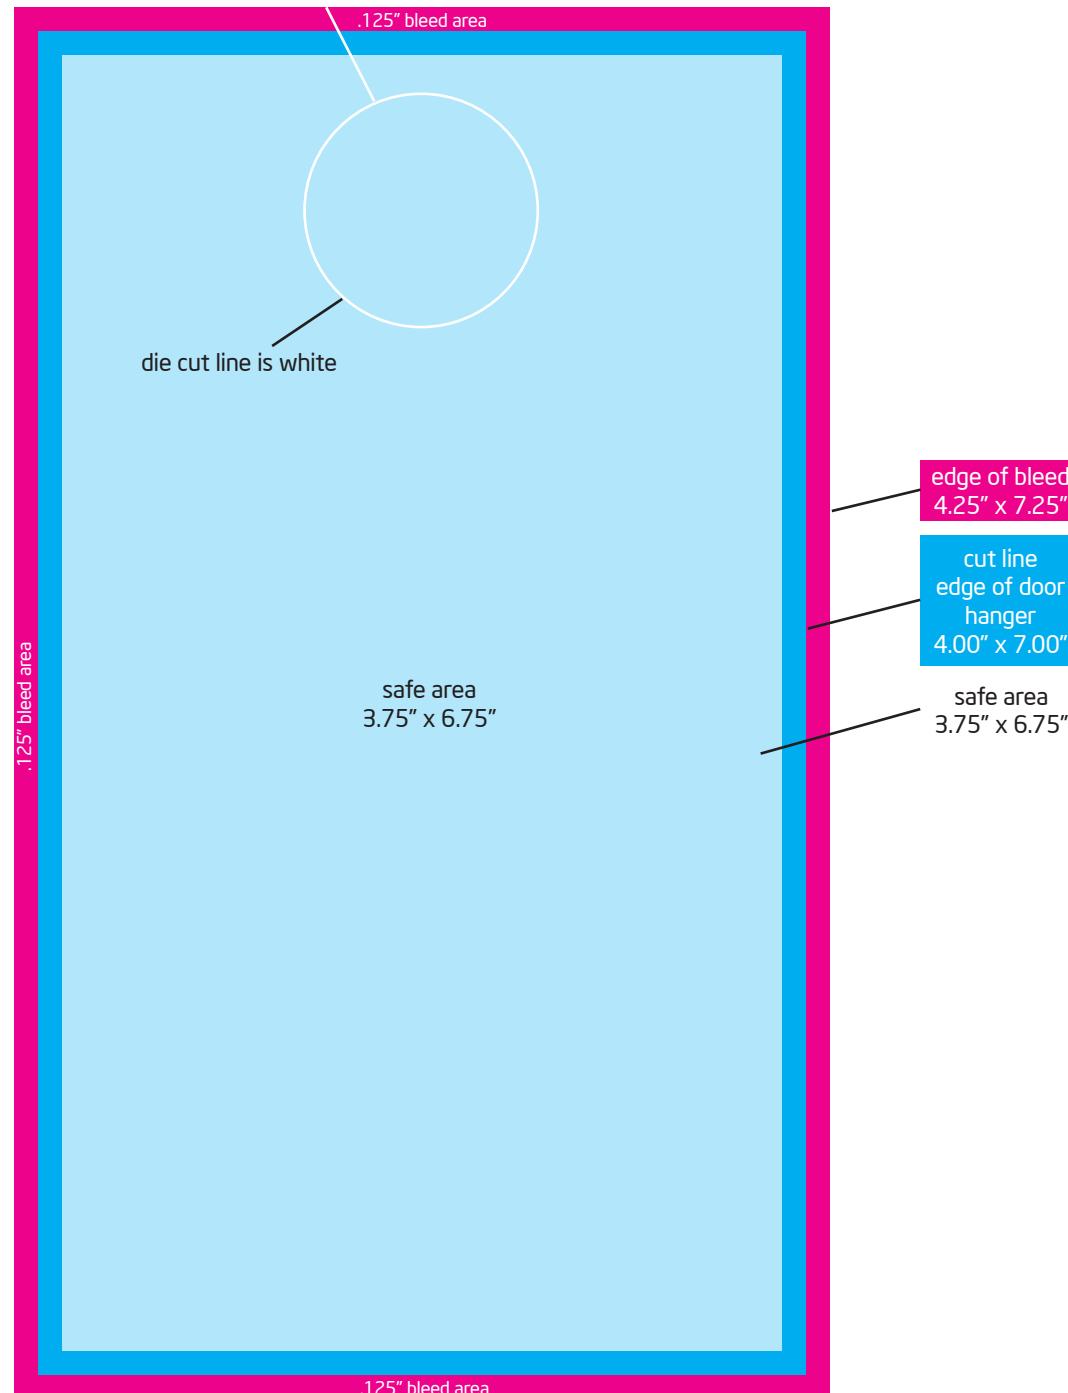 .125” bleed area
die cut line is white
edge of bleed
4.25” x 7.25”
cut line
edge of door
hanger
4.00” x 7.00”
.125” bleed area
safe area
3.75” x 6.75”
safe area
3.75” x 6.75”
.125” bleed area